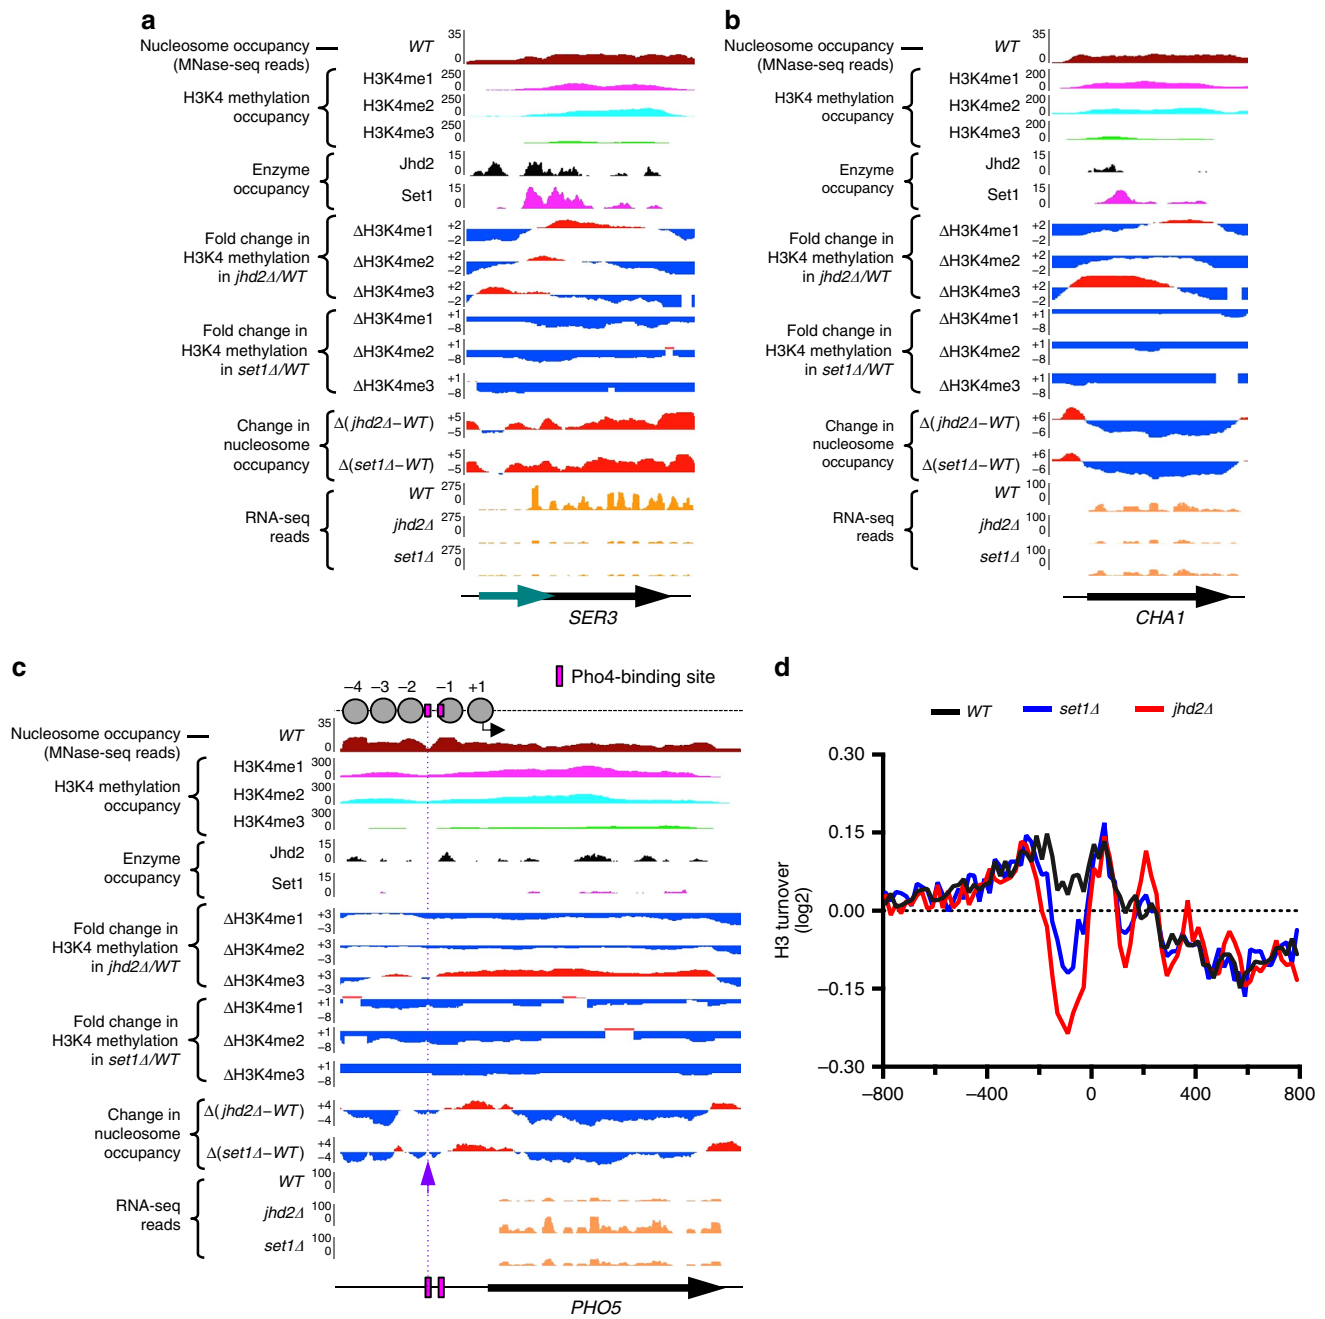 a
Nucleosome occupancy
(MNase-seq reads)
WT
35
0
H3K4 methylation
occupancy
H3K4me1
250
0
H3K4me2
250
0
H3K4me3
250
0
Enzyme
occupancy
Jhd2
15
0
Set1
15
0
Fold change in
H3K4 methylation
in jhd2Δ/WT
ΔH3K4me1
+2
−2
ΔH3K4me2
+2
−2
ΔH3K4me3
+2
−2
Fold change in
H3K4 methylation
in set1Δ/WT
ΔH3K4me1
+1
−8
ΔH3K4me2
+1
−8
ΔH3K4me3
+1
−8
Change in
nucleosome
occupancy
Δ(jhd2Δ−WT)
+5
−5
Δ(set1Δ−WT)
+5
−5
RNA-seq
reads
WT
275
0
jhd2Δ
275
0
set1Δ
275
0
SER3
b
Nucleosome occupancy
(MNase-seq reads)
WT
35
0
H3K4 methylation
occupancy
H3K4me1
200
0
H3K4me2
200
0
H3K4me3
200
0
Enzyme
occupancy
Jhd2
15
0
Set1
15
0
Fold change in
H3K4 methylation
in jhd2Δ/WT
ΔH3K4me1
+2
−2
ΔH3K4me2
+2
−2
ΔH3K4me3
+2
−2
Fold change in
H3K4 methylation
in set1Δ/WT
ΔH3K4me1
+1
−8
ΔH3K4me2
+1
−8
ΔH3K4me3
+1
−8
Change in
nucleosome
occupancy
Δ(jhd2Δ−WT)
+6
−6
Δ(set1Δ−WT)
+6
−6
RNA-seq
reads
WT
100
0
jhd2Δ
100
0
set1Δ
100
0
CHA1
c
Pho4-binding site
−4 −3 −2 −1 +1
Nucleosome occupancy
(MNase-seq reads)
WT
35
0
H3K4 methylation
occupancy
H3K4me1
300
0
H3K4me2
300
0
H3K4me3
300
0
Enzyme
occupancy
Jhd2
15
0
Set1
15
0
Fold change in
H3K4 methylation
in jhd2Δ/WT
ΔH3K4me1
+3
−3
ΔH3K4me2
+3
−3
ΔH3K4me3
+3
−3
Fold change in
H3K4 methylation
in set1Δ/WT
ΔH3K4me1
+1
−8
ΔH3K4me2
+1
−8
ΔH3K4me3
+1
−8
Change in
nucleosome
occupancy
Δ(jhd2Δ−WT)
+4
−4
Δ(set1Δ−WT)
+4
−4
RNA-seq
reads
WT
100
0
jhd2Δ
100
0
set1Δ
100
0
PHO5
d
WT set1Δ jhd2Δ
H3 turnover
(log2)
0.30
0.15
0.00
−0.15
−0.30
−800 −400 0 400 800